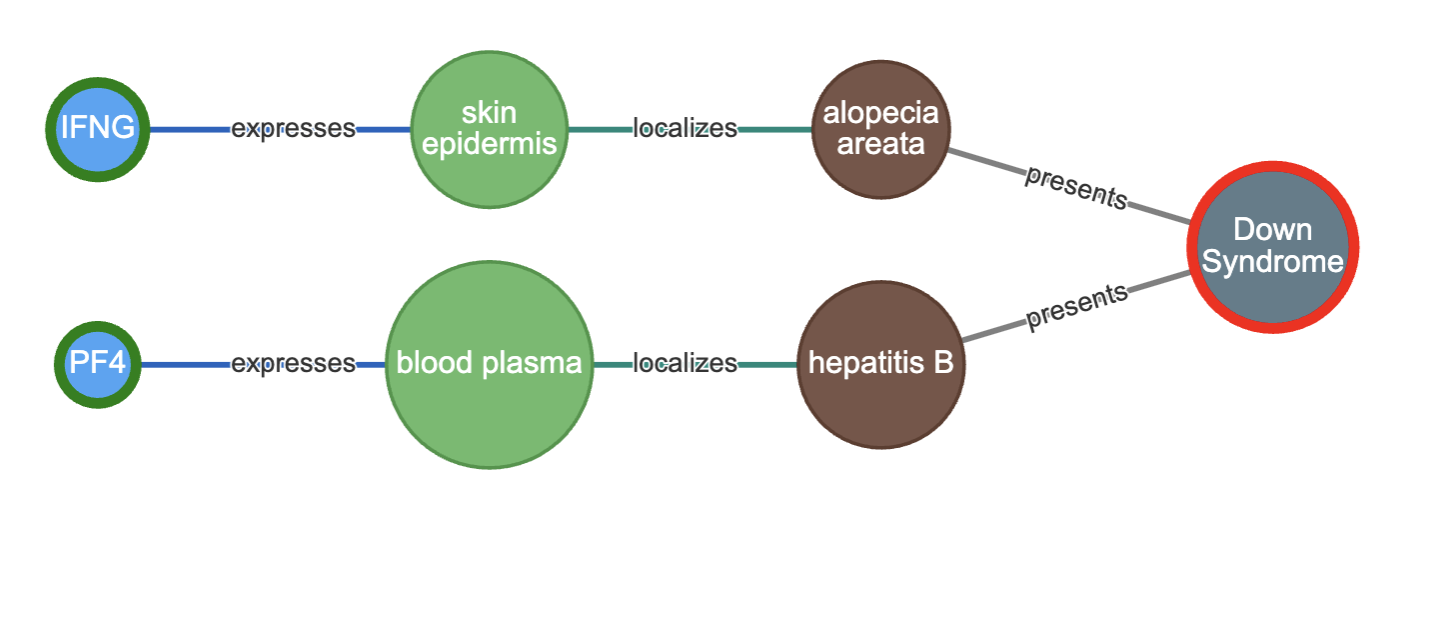 IFNG
expresses
skin
epidermis
localizes
alopecia
areata
presents
Down
Syndrome
PF4
expresses
blood plasma
localizes
hepatitis B
presents